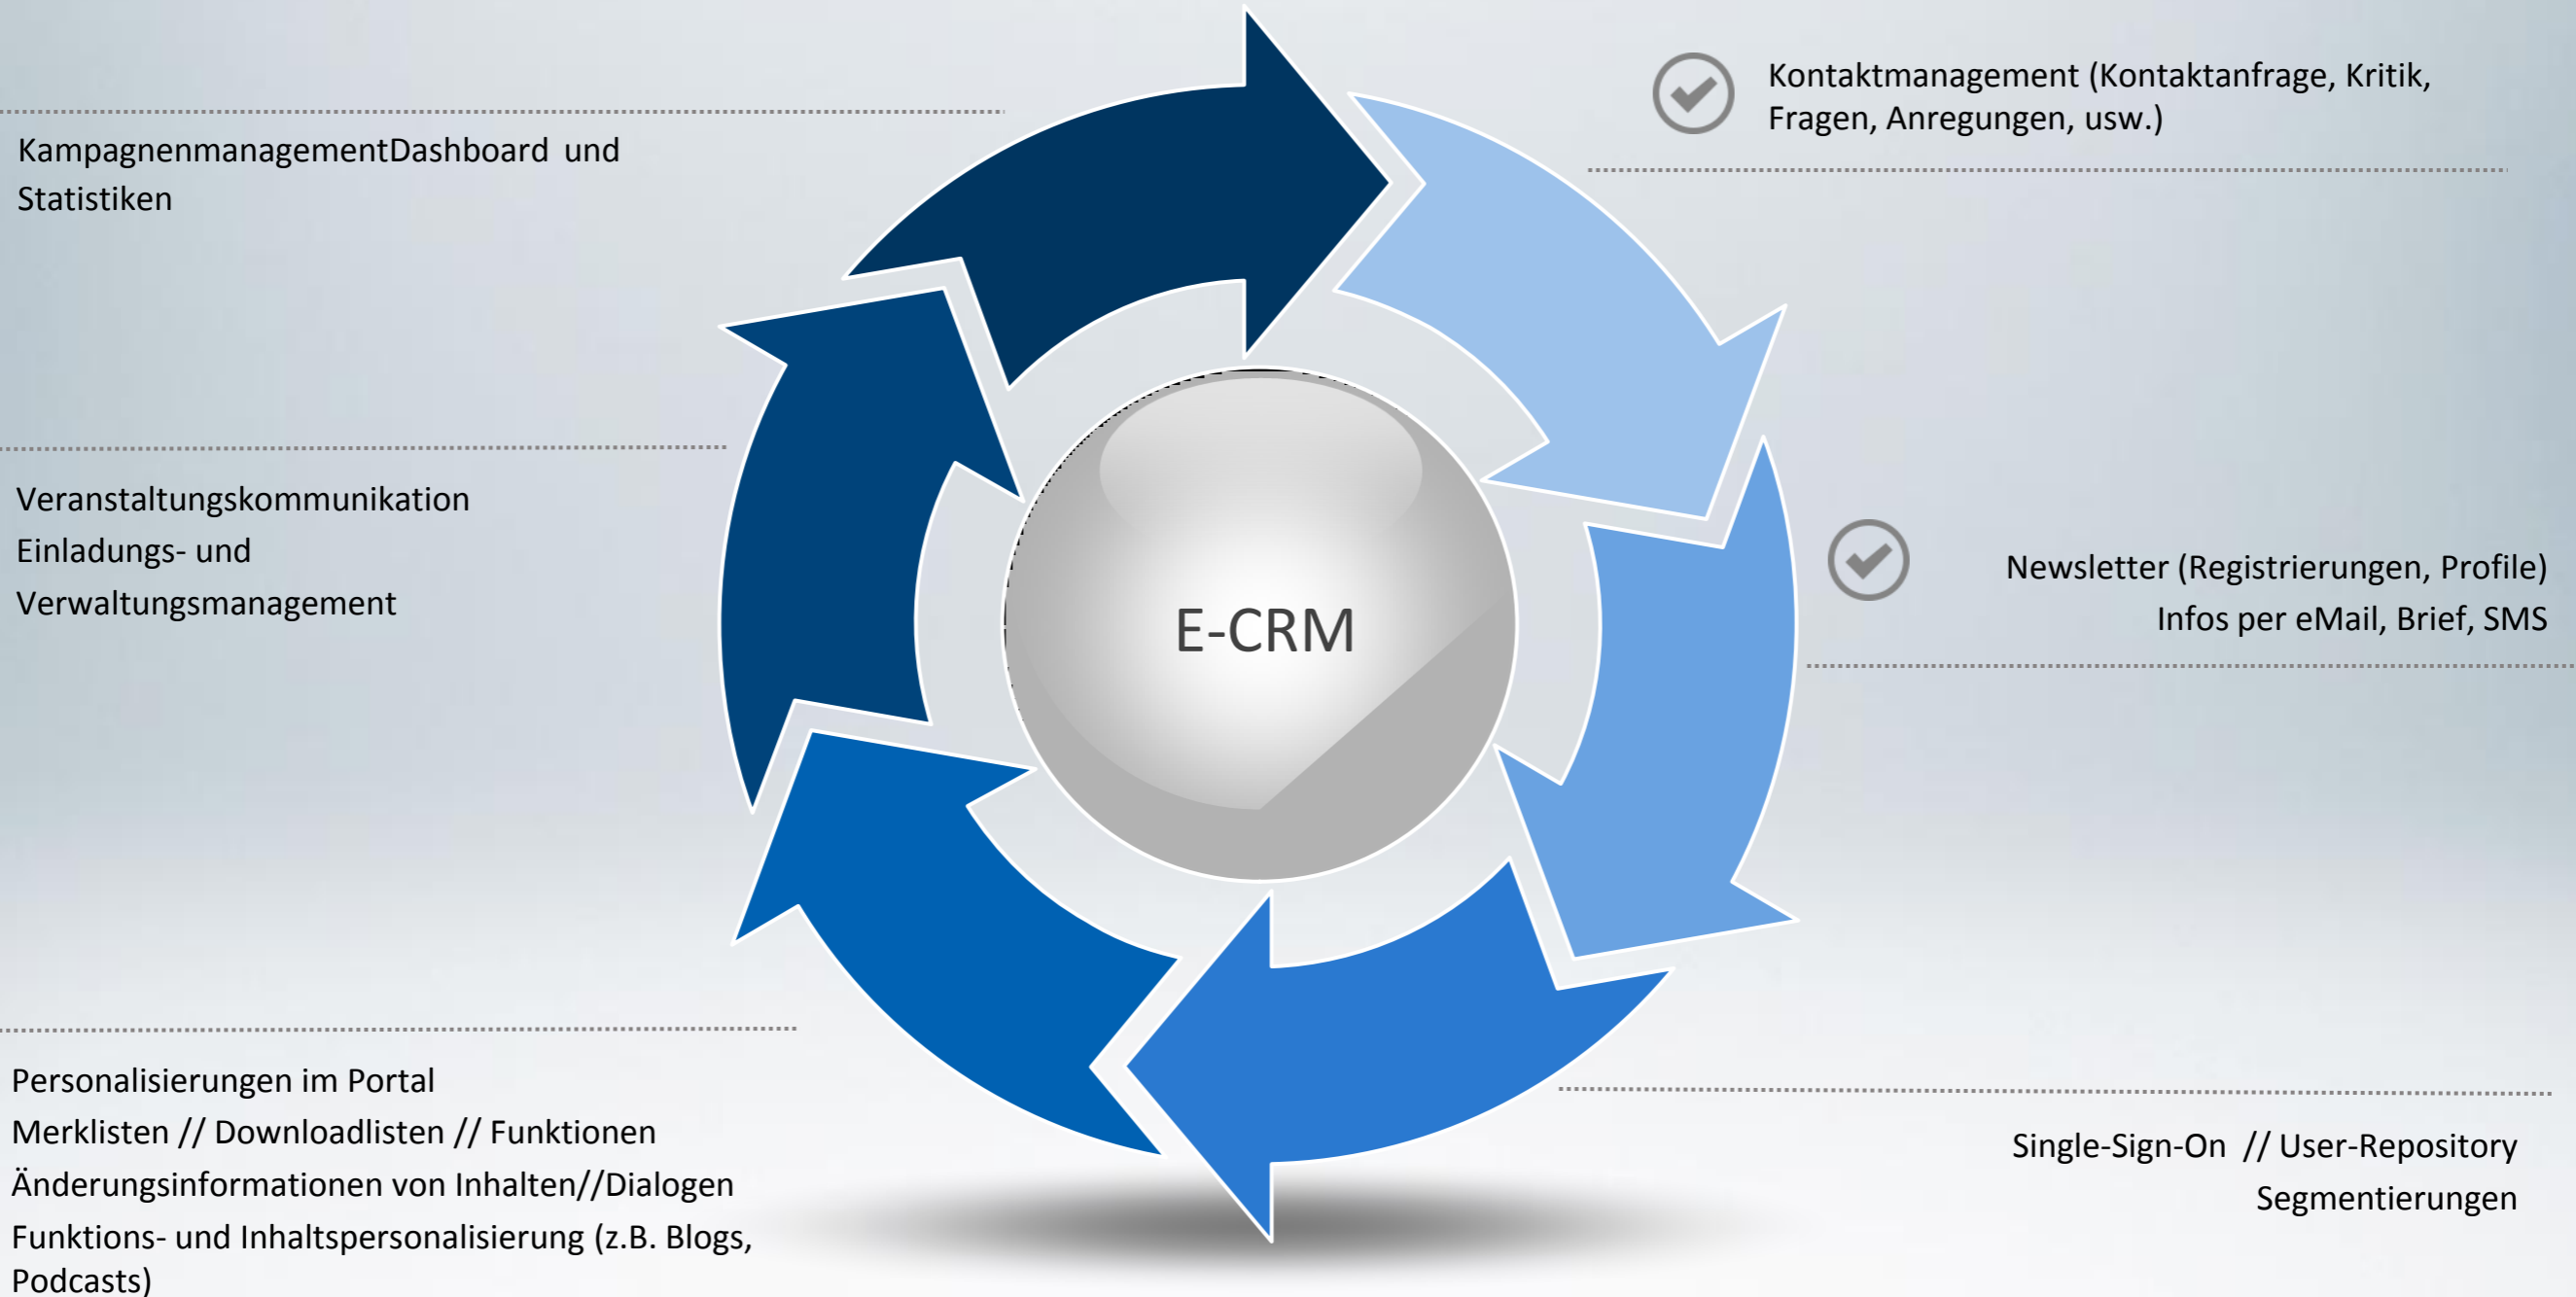 KampagnenmanagementDashboard und
Statistiken
Veranstaltungskommunikation
Einladungs- und
Verwaltungsmanagement
Personalisierungen im Portal
Merklisten // Downloadlisten // Funktionen
Änderungsinformationen von Inhalten//Dialogen
Funktions- und Inhaltspersonalisierung (z.B. Blogs,
Podcasts)
E-CRM
Kontaktmanagement (Kontaktanfrage, Kritik,
Fragen, Anregungen, usw.)
Newsletter (Registrierungen, Profile)
Infos per eMail, Brief, SMS
Single-Sign-On // User-Repository
Segmentierungen